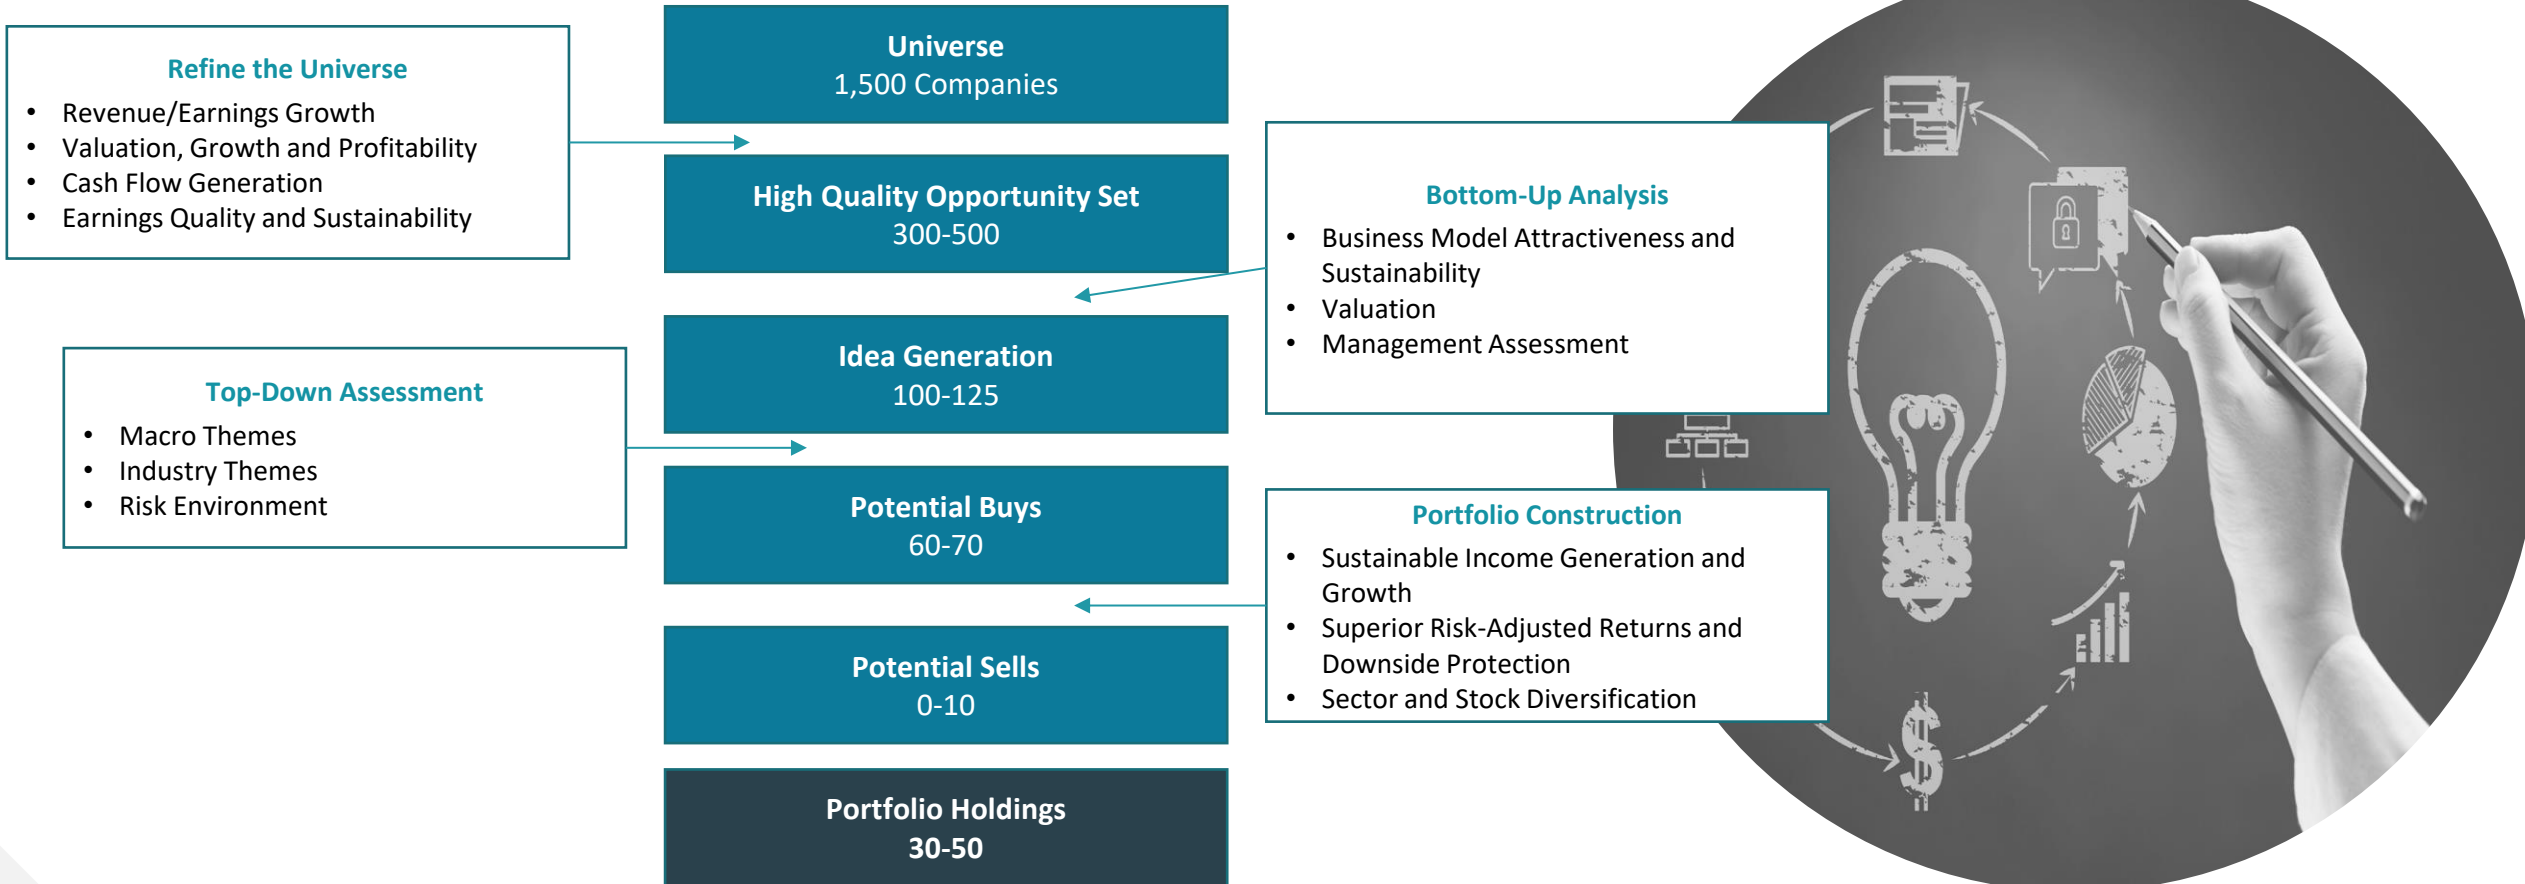 Refine the Universe
• Revenue/Earnings Growth
• Valuation, Growth and Profitability
• Cash Flow Generation
• Earnings Quality and Sustainability
Universe
1,500 Companies
High Quality Opportunity Set
300-500
Bottom-Up Analysis
• Business Model Attractiveness and
Sustainability
• Valuation
• Management Assessment
Idea Generation
100-125
Top-Down Assessment
• Macro Themes
• Industry Themes
• Risk Environment
Potential Buys
60-70
Portfolio Construction
• Sustainable Income Generation and
Growth
• Superior Risk-Adjusted Returns and
Downside Protection
• Sector and Stock Diversification
Potential Sells
0-10
Portfolio Holdings
30-50
$